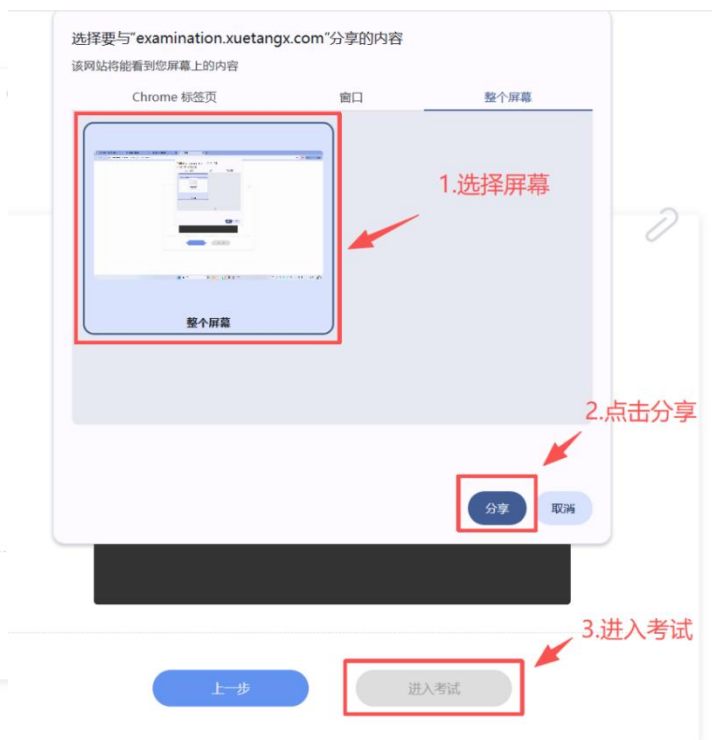 选择要与“examination.xuetangx.com”分享的内容
该网站将能看到您屏幕上的内容
Chrome 标签页 窗口 整个屏幕
1.选择屏幕
整个屏幕
2.点击分享
分享 取消
3.进入考试
上一步 进入考试